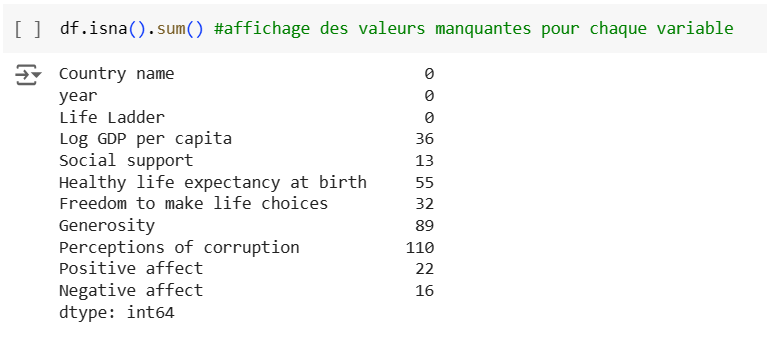 [ ] df.isna().sum() #affichage des valeurs manquantes pour chaque variable
Country name 0
year 0
Life Ladder 0
Log GDP per capita 36
Social support 13
Healthy life expectancy at birth 55
Freedom to make life choices 32
Generosity 89
Perceptions of corruption 110
Positive affect 22
Negative affect 16
dtype: int64